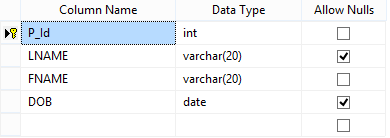 Column Name Data Type Allow Nulls
P_Id int
LNAME varchar(20)
FNAME varchar(20)
DOB date